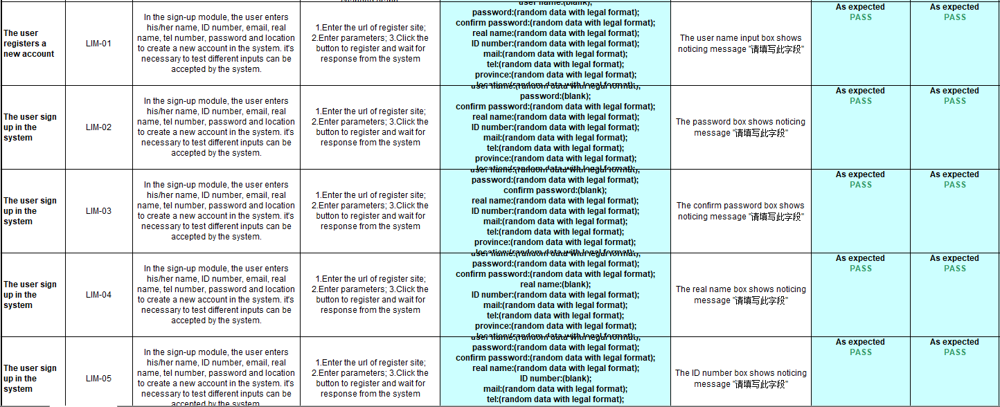 The user
registers a
new account
LIM-01
In the sign-up module, the user enters
his/her name, ID number, email, real
name, tel number, password and location
to create a new account in the system. it's
necessary to test different inputs can be
accepted by the system.
1.Enter the url of register site;
2.Enter parameters; 3.Click the
button to register and wait for
response from the system
user name:(blank);
password:(random data with legal format);
confirm password:(random data with legal format);
real name:(random data with legal format);
ID number:(random data with legal format);
mail:(random data with legal format);
tel:(random data with legal format);
province:(random data with legal format);
location:(random data with legal format);
The user name input box shows
noticing message "请填写此字段"
As expected
PASS
As expected
PASS
The user sign
up in the
system
LIM-02
In the sign-up module, the user enters
his/her name, ID number, email, real
name, tel number, password and location
to create a new account in the system. it's
necessary to test different inputs can be
accepted by the system.
1.Enter the url of register site;
2.Enter parameters; 3.Click the
button to register and wait for
response from the system
user name:(random data with legal format);
password:(blank);
confirm password:(random data with legal format);
real name:(random data with legal format);
ID number:(random data with legal format);
mail:(random data with legal format);
tel:(random data with legal format);
province:(random data with legal format);
location:(random data with legal format);
The password box shows noticing
message "请填写此字段"
As expected
PASS
As expected
PASS
The user sign
up in the
system
LIM-03
In the sign-up module, the user enters
his/her name, ID number, email, real
name, tel number, password and location
to create a new account in the system. it's
necessary to test different inputs can be
accepted by the system.
1.Enter the url of register site;
2.Enter parameters; 3.Click the
button to register and wait for
response from the system
user name:(random data with legal format);
password:(random data with legal format);
confirm password:(blank);
real name:(random data with legal format);
ID number:(random data with legal format);
mail:(random data with legal format);
tel:(random data with legal format);
province:(random data with legal format);
location:(random data with legal format);
The confirm password box shows
noticing message "请填写此字段"
As expected
PASS
As expected
PASS
The user sign
up in the
system
LIM-04
In the sign-up module, the user enters
his/her name, ID number, email, real
name, tel number, password and location
to create a new account in the system. it's
necessary to test different inputs can be
accepted by the system.
1.Enter the url of register site;
2.Enter parameters; 3.Click the
button to register and wait for
response from the system
user name:(random data with legal format);
password:(random data with legal format);
confirm password:(random data with legal format);
real name:(blank);
ID number:(random data with legal format);
mail:(random data with legal format);
tel:(random data with legal format);
province:(random data with legal format);
location:(random data with legal format);
The real name box shows noticing
message "请填写此字段"
As expected
PASS
As expected
PASS
The user sign
up in the
system
LIM-05
In the sign-up module, the user enters
his/her name, ID number, email, real
name, tel number, password and location
to create a new account in the system. it's
necessary to test different inputs can be
accepted by the system.
1.Enter the url of register site;
2.Enter parameters; 3.Click the
button to register and wait for
response from the system
user name:(random data with legal format);
password:(random data with legal format);
confirm password:(random data with legal format);
real name:(random data with legal format);
ID number:(blank);
mail:(random data with legal format);
tel:(random data with legal format);
The ID number box shows noticing
message "请填写此字段"
As expected
PASS
As expected
PASS